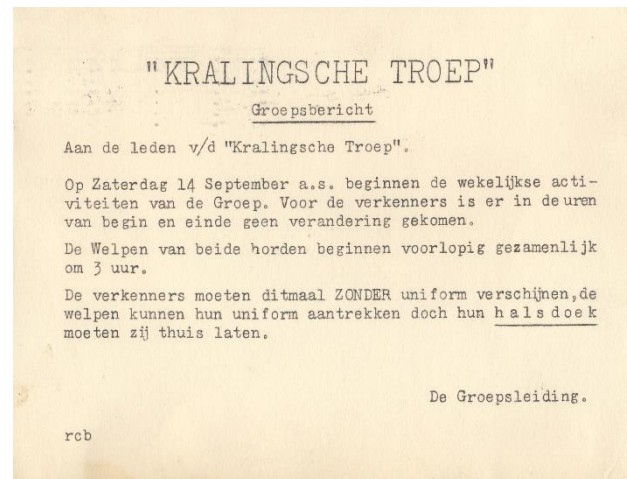 "KRALINGSCHE TROEP"
Groepsbericht
Aan de leden v/d "Kralingsche Troep".
Op Zaterdag 14 September a.s. beginnen de wekelijkse acti-
viteiten van de Groep. Voor de verkenners is er in de uren
van begin en einde geen verandering gekomen.
De Welpen van beide horden beginnen voorlopig gezamenlijk
om 3 uur.
De verkenners moeten ditmaal ZONDER uniform verschijnen,de
welpen kunnen hun uniform aantrekken doch hun halsdoek
moeten zij thuis laten.
De Groepsleiding.
rcb